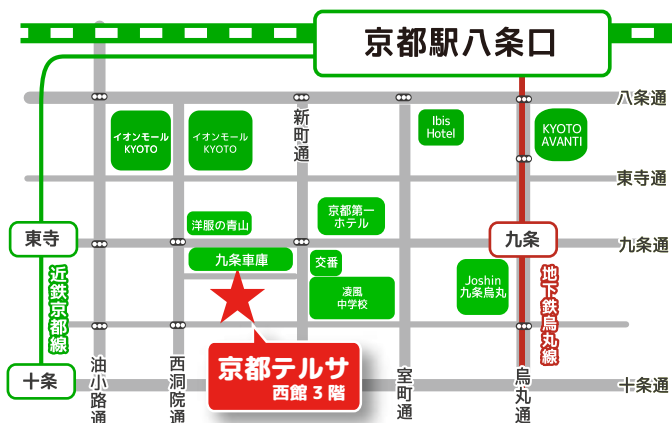 京都駅八条口
八条通
イオンモール
KYOTO
イオンモール
KYOTO
新町通
Ibis
Hotel
KYOTO
AVANTI
東寺通
洋服の青山
京都第一
ホテル
東寺
九条
九条通
九条車庫
交番
近鉄京都線
凌風
中学校
Joshin
九条烏丸
地下鉄烏丸線
京都テルサ
西館3階
十条
油小路通
西洞院通
室町通
烏丸通
十条通